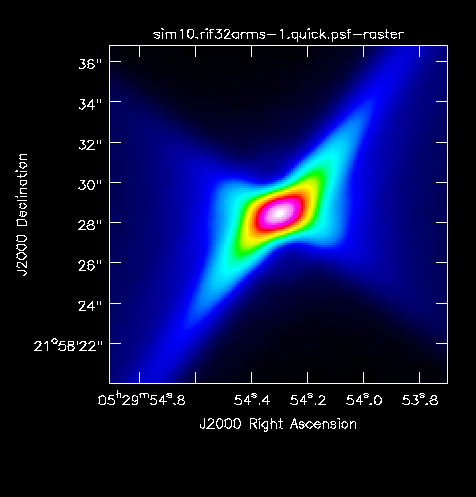 sim10.rif32arms-1.quick.psf-raster
36"
34"
32"
30"
28"
26"
24"
21°58'22"
J2000 Declination
05ʰ29ᵐ54ˢ.8
54ˢ.4
54ˢ.2
54ˢ.0
53ˢ.8
J2000 Right Ascension